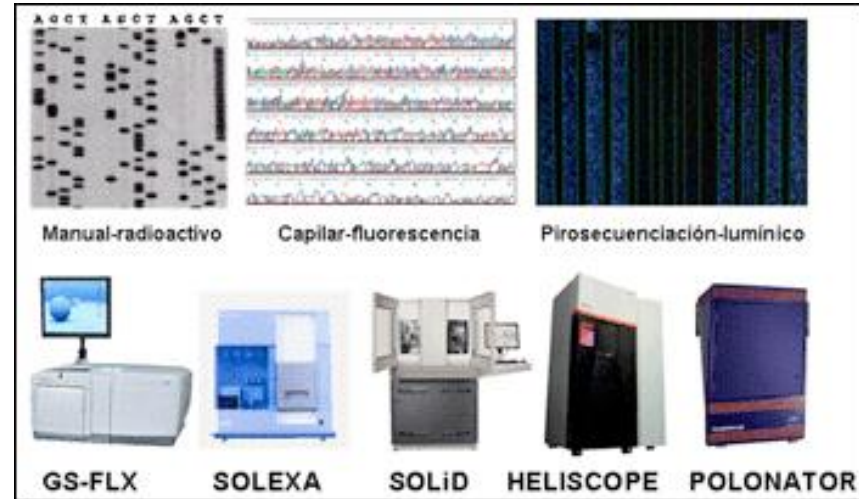 A G C T A G C T A G C T
Manual-radioactivo Capilar-fluorescencia Pirosecuenciación-lumínico
GS-FLX SOLEXA SOLiD HELISCOPE POLONATOR